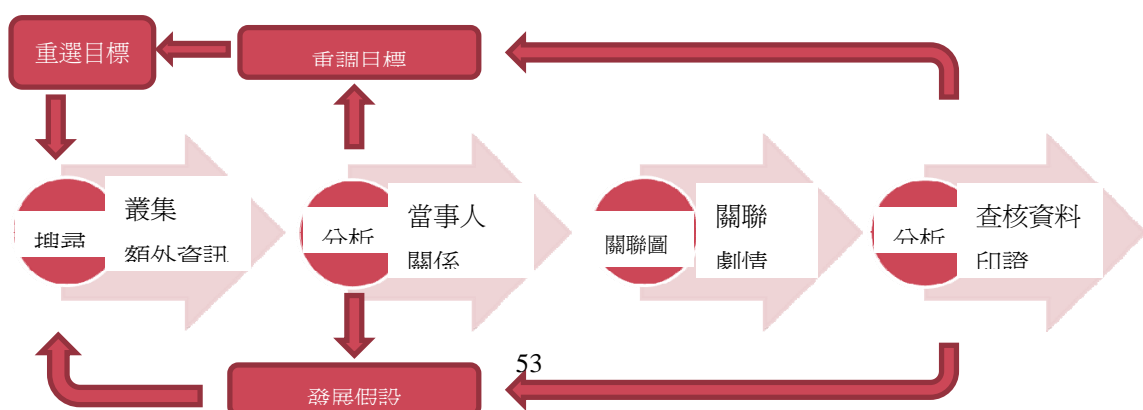 重選目標
重調目標
搜尋
叢集
額外資訊
分析
當事人
關係
關聯圖
關聯
劇情
分析
查核資料
印證
53
發展假設